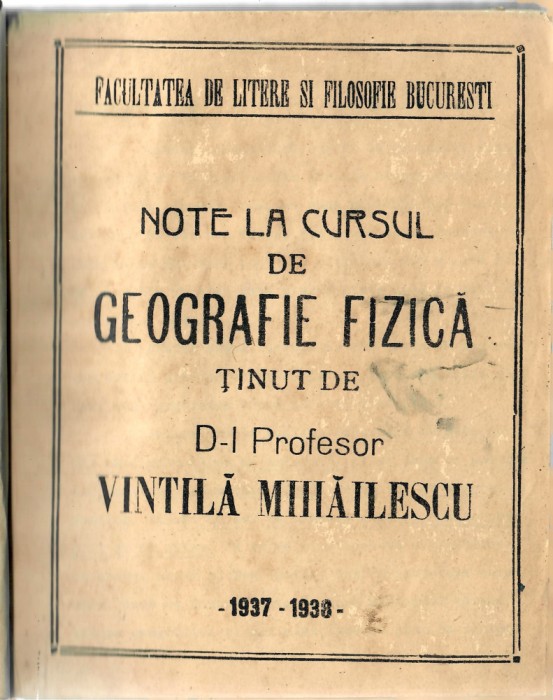 FACULTATEA DE LITERE SI FILOSOFIE BUCURESTI
NOTE LA CURSUL
DE
GEOGRAFIE FIZICĂ
ȚINUT DE
D-l Profesor
VINTILĂ MIHĂILESCU
- 1937 - 1938 -